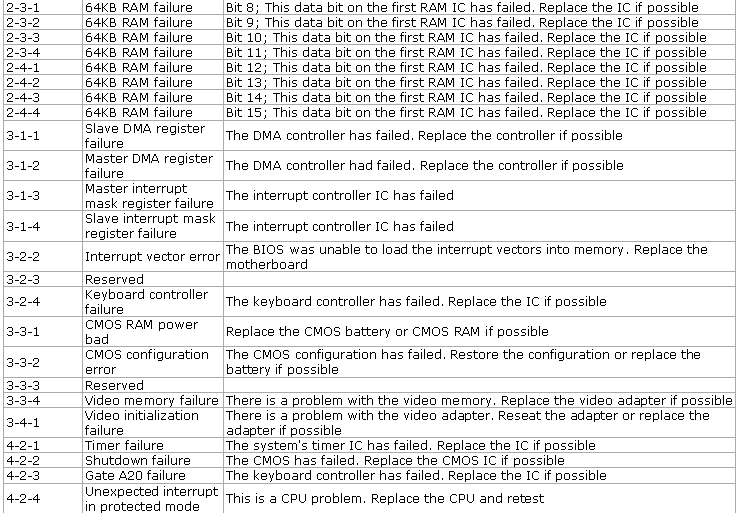 2-3-1 64KB RAM failure Bit 8; This data bit on the first RAM IC has failed. Replace the IC if possible
2-3-2 64KB RAM failure Bit 9; This data bit on the first RAM IC has failed. Replace the IC if possible
2-3-3 64KB RAM failure Bit 10; This data bit on the first RAM IC has failed. Replace the IC if possible
2-3-4 64KB RAM failure Bit 11; This data bit on the first RAM IC has failed. Replace the IC if possible
2-4-1 64KB RAM failure Bit 12; This data bit on the first RAM IC has failed. Replace the IC if possible
2-4-2 64KB RAM failure Bit 13; This data bit on the first RAM IC has failed. Replace the IC if possible
2-4-3 64KB RAM failure Bit 14; This data bit on the first RAM IC has failed. Replace the IC if possible
2-4-4 64KB RAM failure Bit 15; This data bit on the first RAM IC has failed. Replace the IC if possible
3-1-1 Slave DMA register
failure The DMA controller has failed. Replace the controller if possible
3-1-2 Master DMA register
failure The DMA controller had failed. Replace the controller if possible
3-1-3 Master interrupt
mask register failure The interrupt controller IC has failed
3-1-4 Slave interrupt mask
register failure The interrupt controller IC has failed
3-2-2 Interrupt vector error The BIOS was unable to load the interrupt vectors into memory. Replace the
motherboard
3-2-3 Reserved
3-2-4 Keyboard controller
failure The keyboard controller has failed. Replace the IC if possible
3-3-1 CMOS RAM power
bad Replace the CMOS battery or CMOS RAM if possible
3-3-2 CMOS configuration
error The CMOS configuration has failed. Restore the configuration or replace the
battery if possible
3-3-3 Reserved
3-3-4 Video memory failure There is a problem with the video memory. Replace the video adapter if possible
3-4-1 Video initialization
failure There is a problem with the video adapter. Reseat the adapter or replace the
adapter if possible
4-2-1 Timer failure The system's timer IC has failed. Replace the IC if possible
4-2-2 Shutdown failure The CMOS has failed. Replace the CMOS IC if possible
4-2-3 Gate A20 failure The keyboard controller has failed. Replace the IC if possible
4-2-4 Unexpected interrupt
in protected mode This is a CPU problem. Replace the CPU and retest